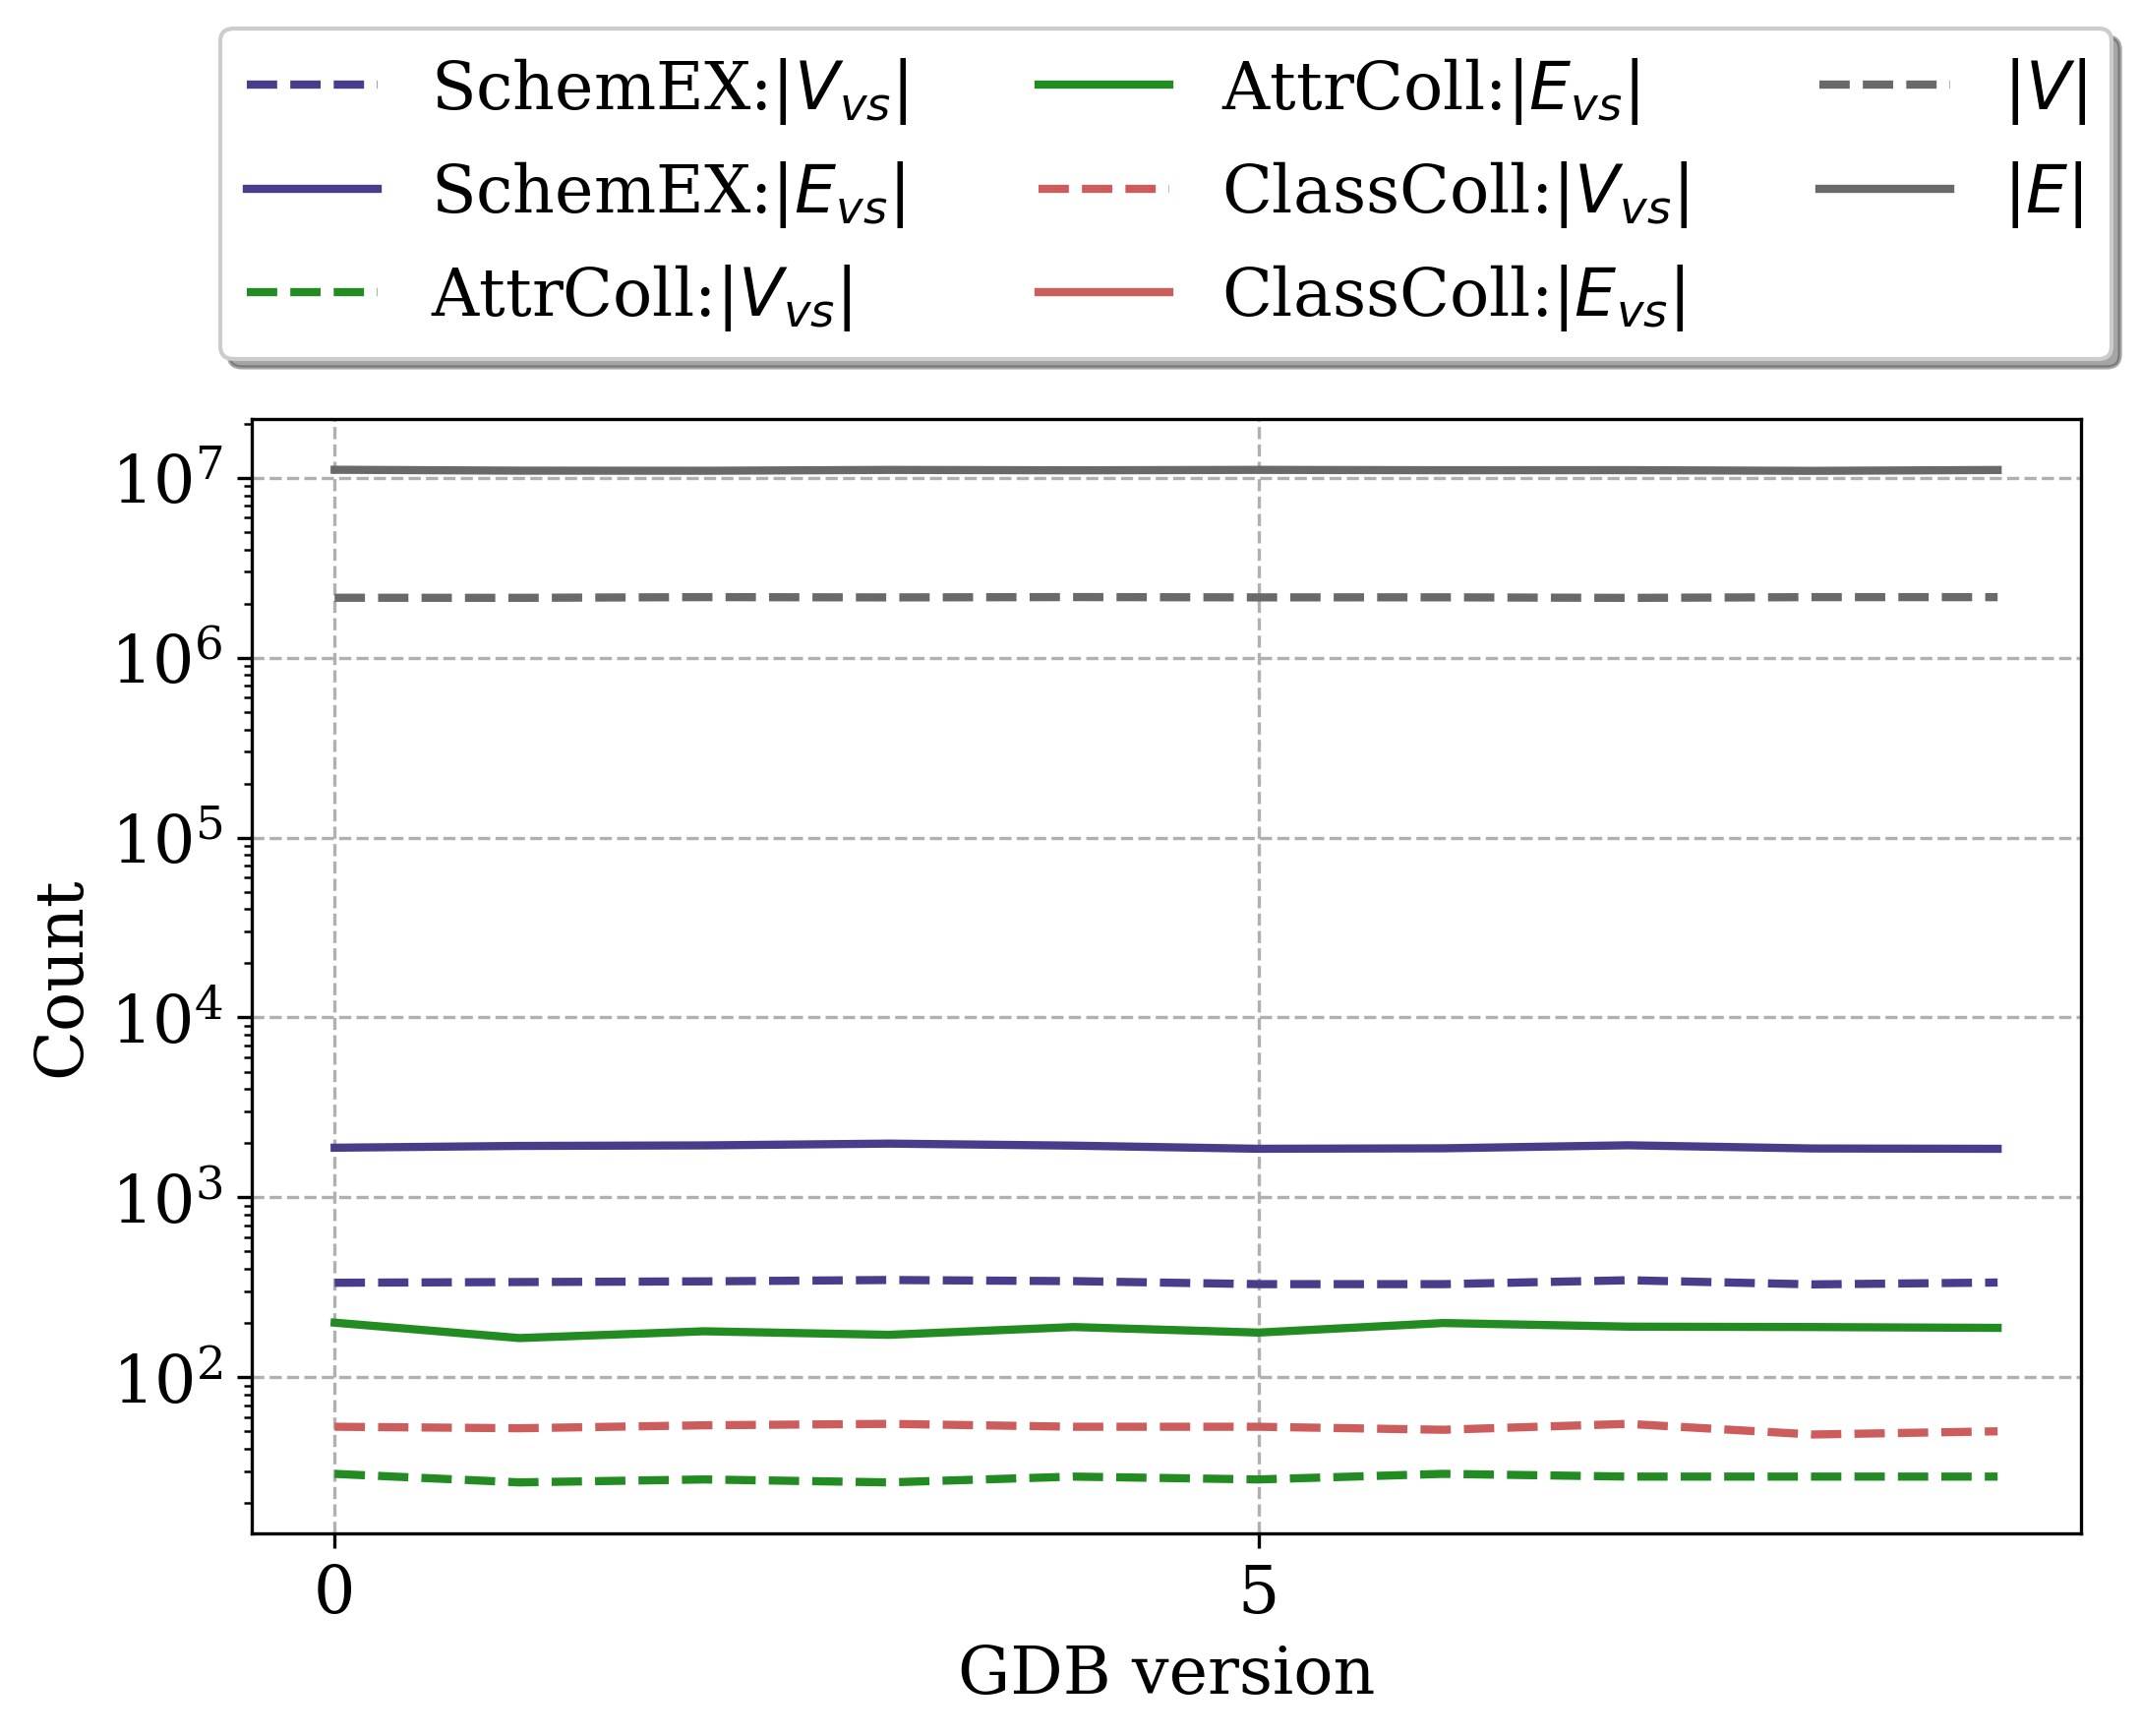 SchemEX:|V_vs| AttrColl:|E_vs| |V|
SchemEX:|E_vs| ClassColl:|V_vs| |E|
AttrColl:|V_vs| ClassColl:|E_vs|
10^7
10^6
10^5
10^4
10^3
10^2
Count
0 5
GDB version